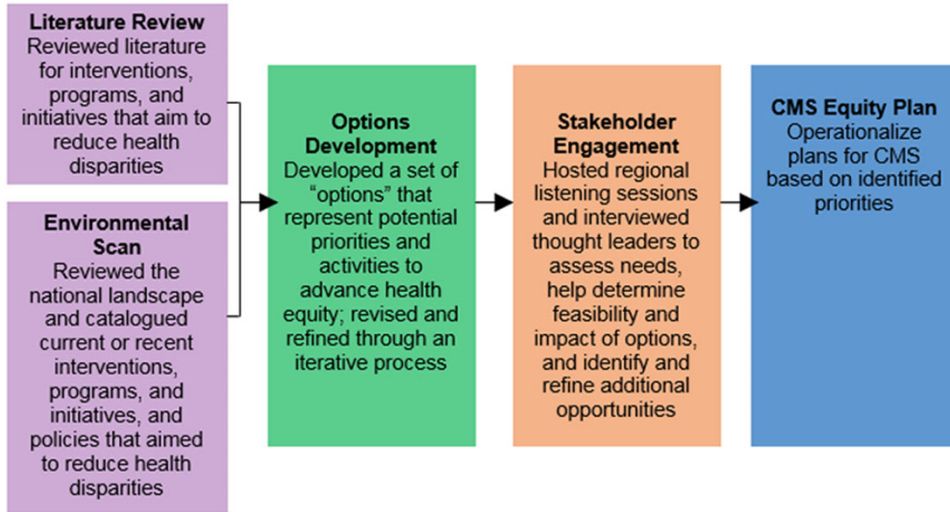 Literature Review
Reviewed literature
for interventions,
programs, and
initiatives that aim to
reduce health
disparities
Environmental
Scan
Reviewed the
national landscape
and catalogued
current or recent
interventions,
programs, and
initiatives, and
policies that aimed
to reduce health
disparities
Options
Development
Developed a set of
“options” that
represent potential
priorities and
activities to
advance health
equity; revised and
refined through an
iterative process
Stakeholder
Engagement
Hosted regional
listening sessions
and interviewed
thought leaders to
assess needs,
help determine
feasibility and
impact of options,
and identify and
refine additional
opportunities
CMS Equity Plan
Operationalize
plans for CMS
based on identified
priorities